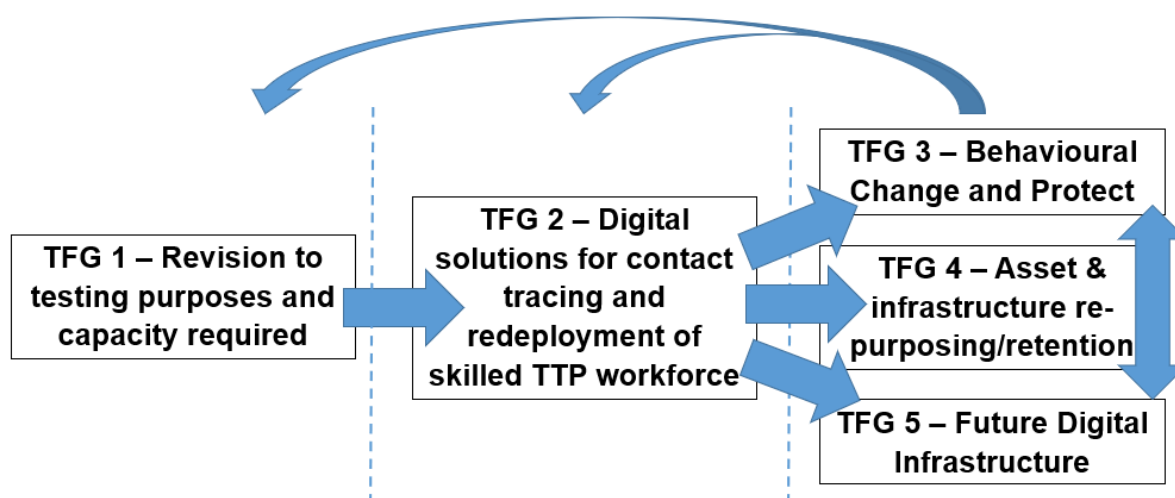 TFG 1 – Revision to
testing purposes and
capacity required
TFG 2 – Digital
solutions for contact
tracing and
redeployment of
skilled TTP workforce
TFG 3 – Behavioural
Change and Protect
TFG 4 – Asset &
infrastructure re-
purposing/retention
TFG 5 – Future Digital
Infrastructure